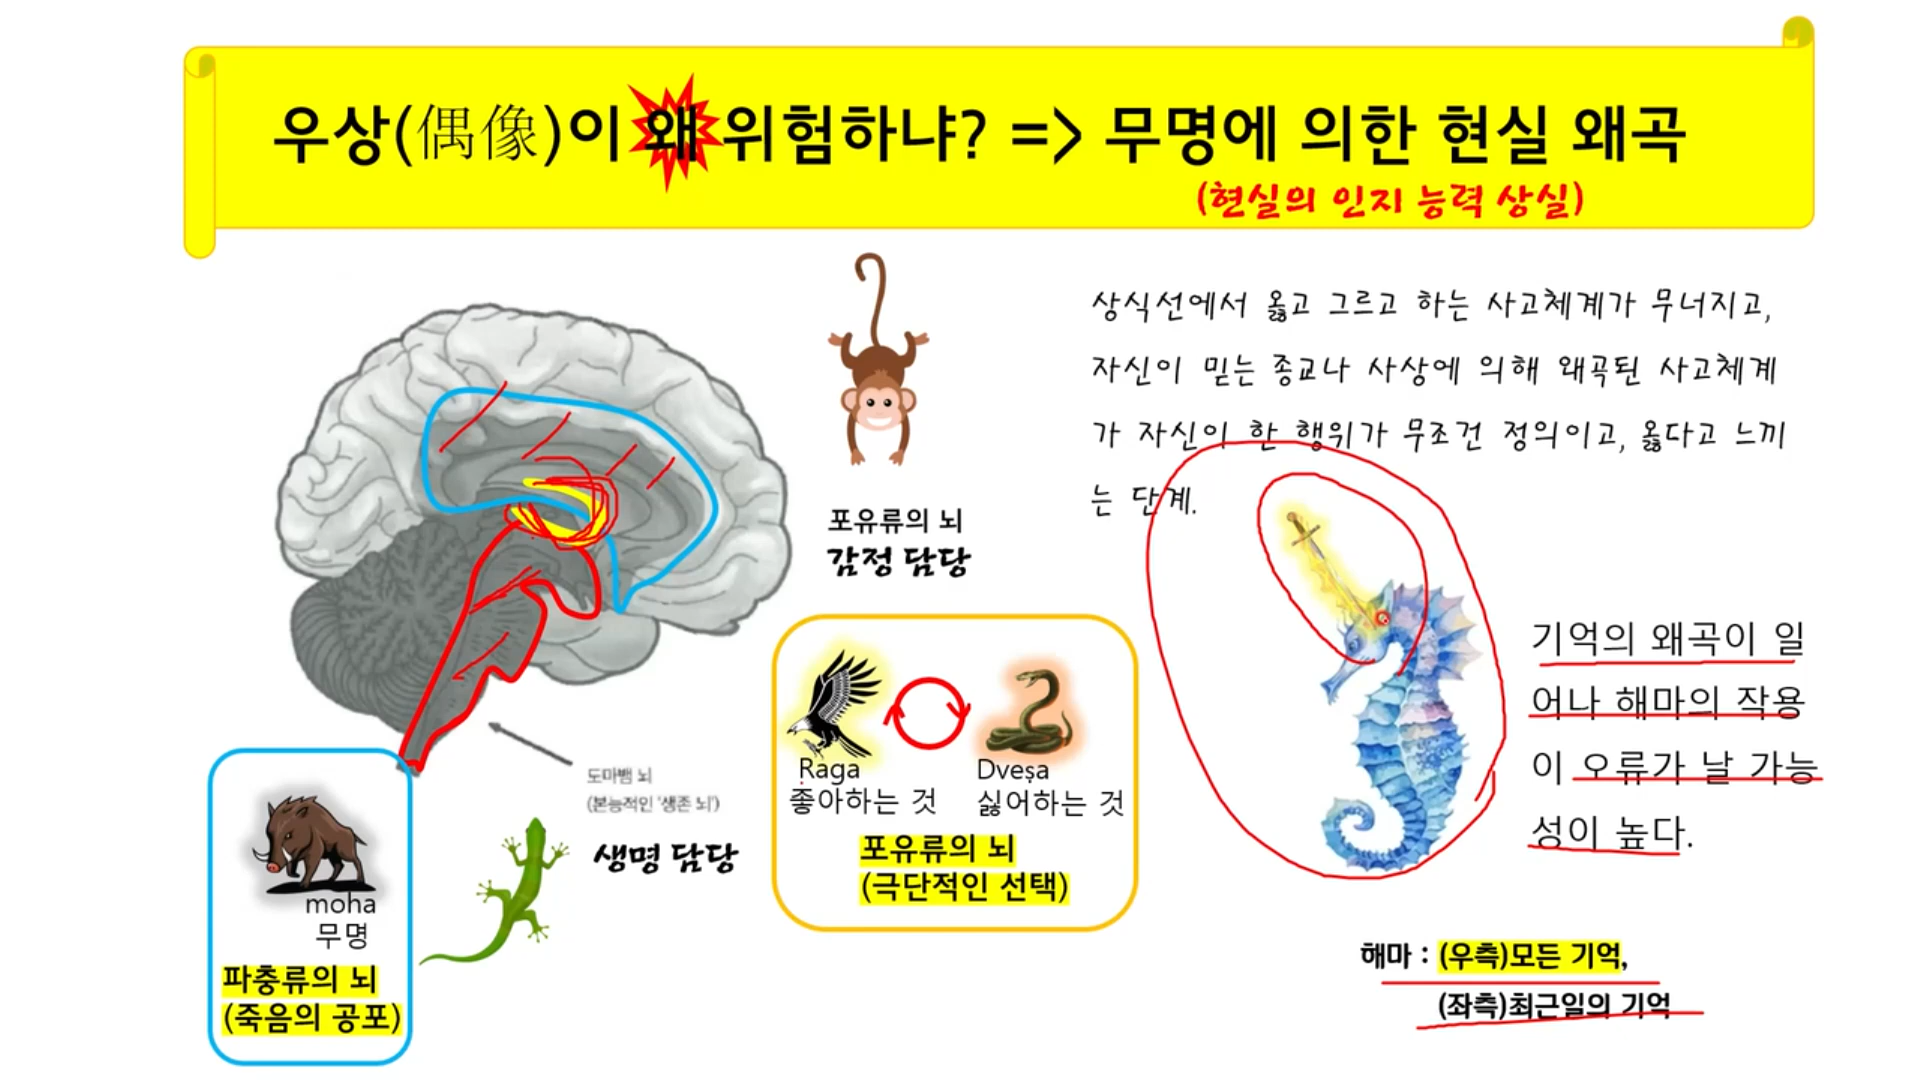 우상(偶像)이 왜 위험하냐? => 무명에 의한 현실 왜곡
(현실의 인지 능력 상실)
상식선에서 옳고 그르고 하는 사고체계가 무너지고,
자신이 믿는 종교나 사상에 의해 왜곡된 사고체계
가 자신이 한 행위가 무조건 정의이고, 옳다고 느끼
는 단계.
포유류의 뇌
감정 담당
기억의 왜곡이 일
어나 해마의 작용
이 오류가 날 가능
성이 높다.
도마뱀 뇌
(본능적인 '생존 뇌')
생명 담당
Raga
좋아하는 것
Dveṣa
싫어하는 것
포유류의 뇌
(극단적인 선택)
moha
무명
파충류의 뇌
(죽음의 공포)
해마 : (우측)모든 기억,
(좌측)최근일의 기억